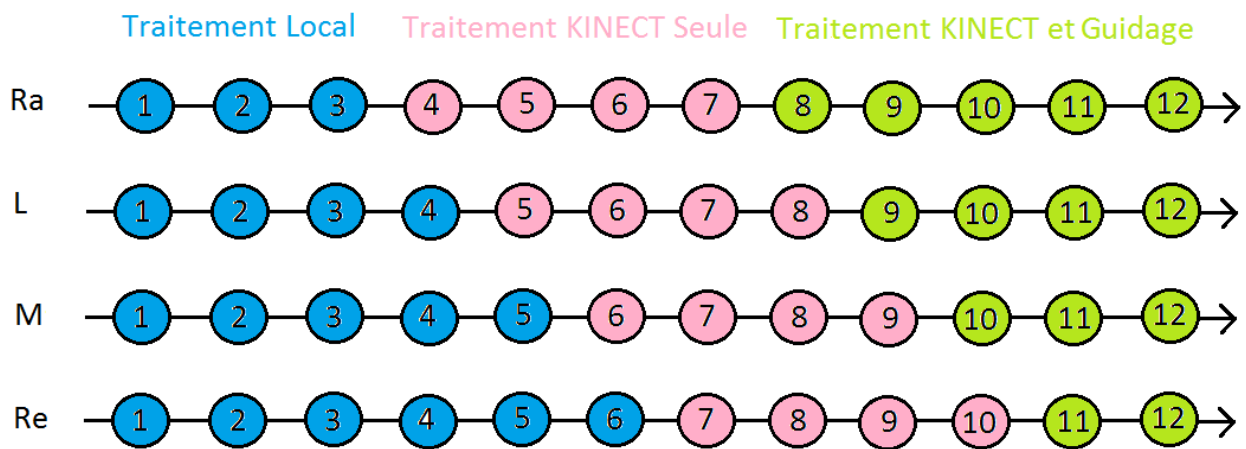 Traitement Local Traitement KINECT Seule Traitement KINECT et Guidage
Ra 1 2 3 4 5 6 7 8 9 10 11 12
L 1 2 3 4 5 6 7 8 9 10 11 12
M 1 2 3 4 5 6 7 8 9 10 11 12
Re 1 2 3 4 5 6 7 8 9 10 11 12